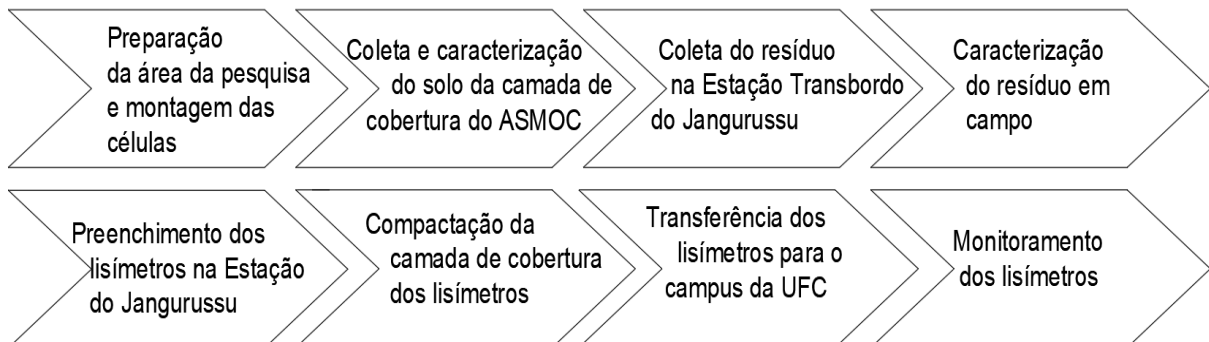 Preparação
da área da pesquisa
e montagem das
células
Coleta e caracterização
do solo da camada de
cobertura do ASMOC
Coleta do resíduo
na Estação Transbordo
do Jangurussu
Caracterização
do resíduo em
campo
Preenchimento dos
lisímetros na Estação
do Jangurussu
Compactação da
camada de cobertura
dos lisímetros
Transferência dos
lisímetros para o
campus da UFC
Monitoramento
dos lisímetros